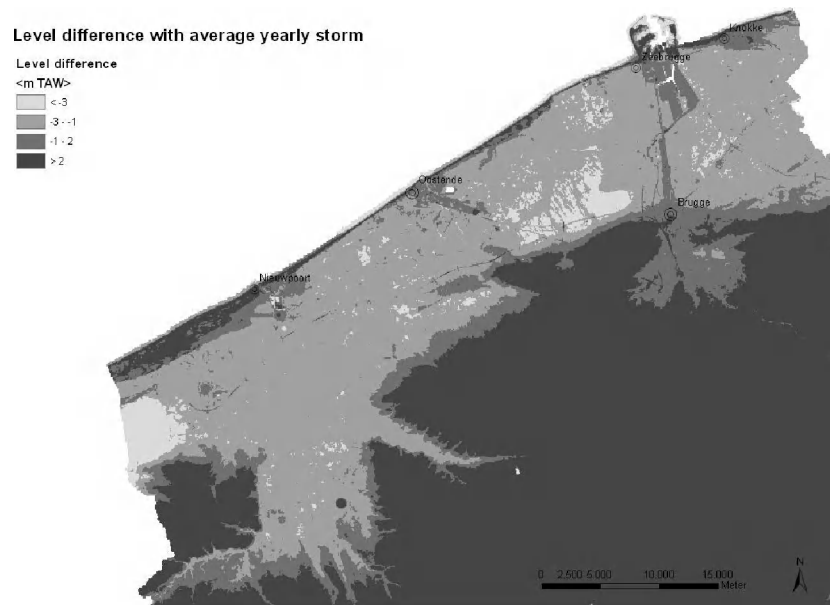 Level difference with average yearly storm
Level difference
<m TAW>
< -3
-3 - -1
-1 - 2
> 2
Knokke
Zeebrugge
Oostende
Brugge
Nieuwpoort
N
0 2.500 5.000 10.000 15.000
Meter